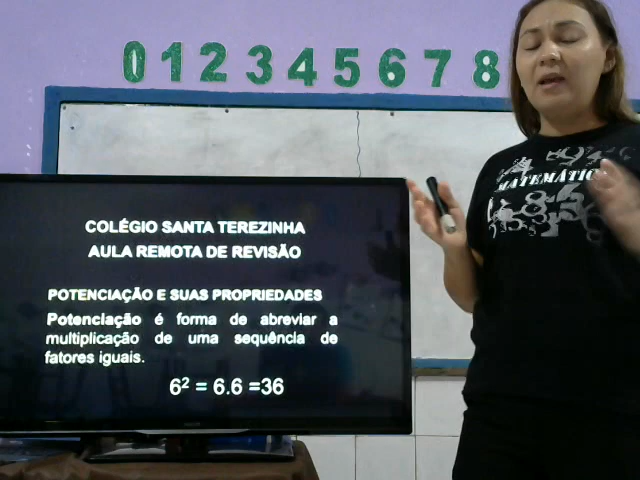 0 1 2 3 4 5 6 7 8
MATEMÁTIC
COLÉGIO SANTA TEREZINHA
AULA REMOTA DE REVISÃO
POTENCIAÇÃO E SUAS PROPRIEDADES
Potenciação é forma de abreviar a
multiplicação de uma sequência de
fatores iguais.
6² = 6.6 =36